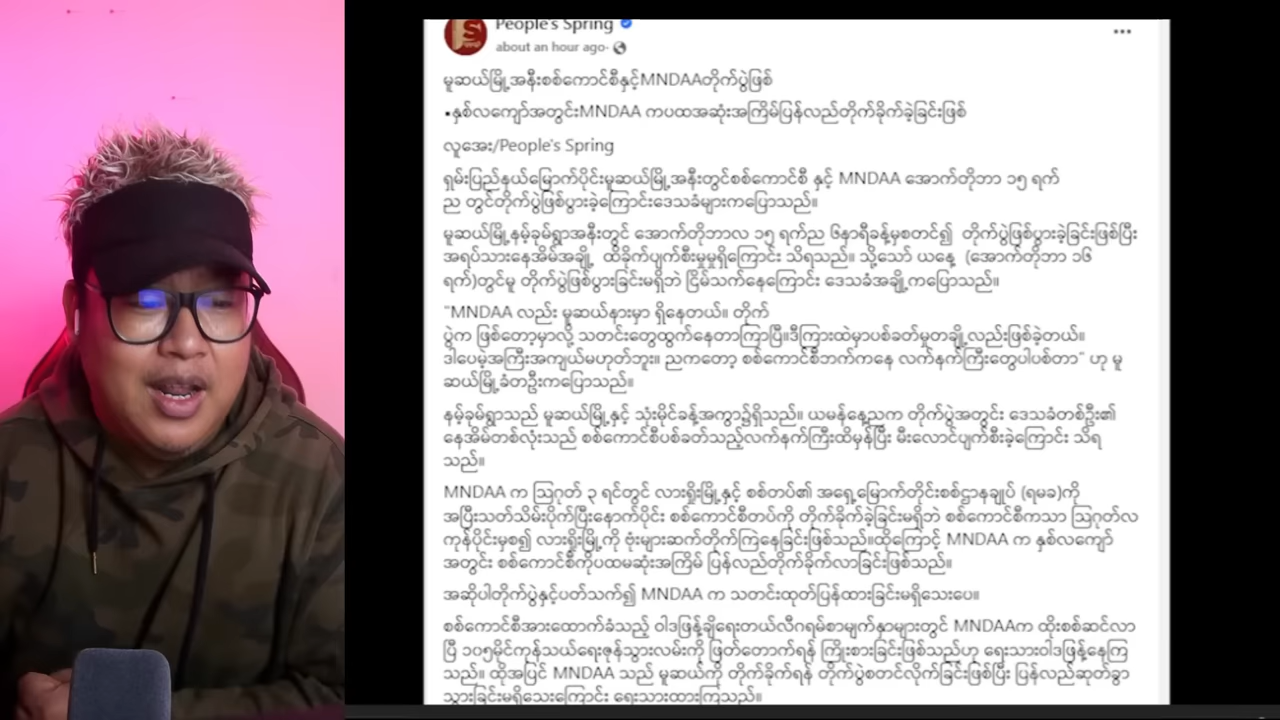 People's Spring
about an hour ago·
မူဆယ်မြို့အနီးစစ်ကောင်စီနှင့်MNDAAတိုက်ပွဲဖြစ်
▪နှစ်လကျော်အတွင်းMNDAA ကပထအဆုံးအကြိမ်ပြန်လည်တိုက်ခိုက်ခဲ့ခြင်းဖြစ်
လူအေး/People's Spring
ရှမ်းပြည်နယ်မြောက်ပိုင်းမူဆယ်မြို့အနီးတွင်စစ်ကောင်စီ နှင့် MNDAA အောက်တိုဘာ ၁၅ ရက်
ည တွင်တိုက်ပွဲဖြစ်ပွားခဲ့ကြောင်းဒေသခံများကပြောသည်။
မူဆယ်မြို့နမ့်ခုမ်ရွာအနီးတွင် အောက်တိုဘာလ ၁၅ ရက်ည ၆နာရီခန့်မှစတင်၍ တိုက်ပွဲဖြစ်ပွားခဲ့ခြင်းဖြစ်ပြီး
အရပ်သားနေအိမ်အချို့ ထိခိုက်ပျက်စီးမှုမှုရှိကြောင်း သိရသည်။ သို့သော် ယနေ့ (အောက်တိုဘာ ၁၆
ရက်)တွင်မူ တိုက်ပွဲဖြစ်ပွားခြင်းမရှိဘဲ ငြိမ်သက်နေကြောင်း ဒေသခံအချို့ကပြောသည်။
"MNDAA လည်း မူဆယ်နားမှာ ရှိနေတယ်။ တိုက်
ပွဲက ဖြစ်တော့မှာလို့ သတင်းတွေထွက်နေတာကြာပြီ။ဒီကြားထဲမှာပစ်ခတ်မှုတချို့လည်းဖြစ်ခဲ့တယ်။
ဒါပေမဲ့အကြီးအကျယ်မဟုတ်ဘူး။ ညကတော့ စစ်ကောင်စီဘက်ကနေ လက်နက်ကြီးတွေပါပစ်တာ" ဟု မူ
ဆယ်မြို့ခံတဦးကပြောသည်။
နမ့်ခုမ်ရွာသည် မူဆယ်မြို့နှင့် သုံးမိုင်ခန့်အကွာ၌ရှိသည်။ ယမန်နေ့ညက တိုက်ပွဲအတွင်း ဒေသခံတစ်ဦး၏
နေအိမ်တစ်လုံးသည် စစ်ကောင်စီပစ်ခတ်သည့်လက်နက်ကြီးထိမှန်ပြီး မီးလောင်ပျက်စီးခဲ့ကြောင်း သိရ
သည်။
MNDAA က ဩဂုတ် ၃ ရင်တွင် လားရှိုးမြို့နှင့် စစ်တပ်၏ အရှေ့မြောက်တိုင်းစစ်ဌာနချုပ် (ရမခ)ကို
အပြီးသတ်သိမ်းပိုက်ပြီးနောက်ပိုင်း စစ်ကောင်စီတပ်ကို တိုက်ခိုက်ခဲ့ခြင်းမရှိဘဲ စစ်ကောင်စီကသာ ဩဂုတ်လ
ကုန်ပိုင်းမှစ၍ လားရှိုးမြို့ကို ဗုံးများဆက်တိုက်ကြဲနေခြင်းဖြစ်သည်။ထို့ကြောင့် MNDAA က နှစ်လကျော်
အတွင်း စစ်ကောင်စီကိုပထမဆုံးအကြိမ် ပြန်လည်တိုက်ခိုက်လာခြင်းဖြစ်သည်။
အဆိုပါတိုက်ပွဲနှင့်ပတ်သက်၍ MNDAA က သတင်းထုတ်ပြန်ထားခြင်းမရှိသေးပေ။
စစ်ကောင်စီအားထောက်ခံသည့် ဝါဒဖြန့်ချိရေးတယ်လီဂရမ်စာမျက်နှာများတွင် MNDAAက ထိုးစစ်ဆင်လာ
ပြီ ၁၀၅မိုင်ကုန်သယ်ရေးဇုန်သွားလမ်းကို ဖြတ်တောက်ရန် ကြိုးစားခြင်းဖြစ်သည်ဟု ရေးသားဝါဒဖြန့်နေကြ
သည်။ ထို့အပြင် MNDAA သည် မူဆယ်ကို တိုက်ခိုက်ရန် တိုက်ပွဲစတင်လိုက်ခြင်းဖြစ်ပြီး ပြန်လည်ဆုတ်ခွာ
သွားခြင်းမရှိသေးကြောင်း ရေးသားထားကြသည်။